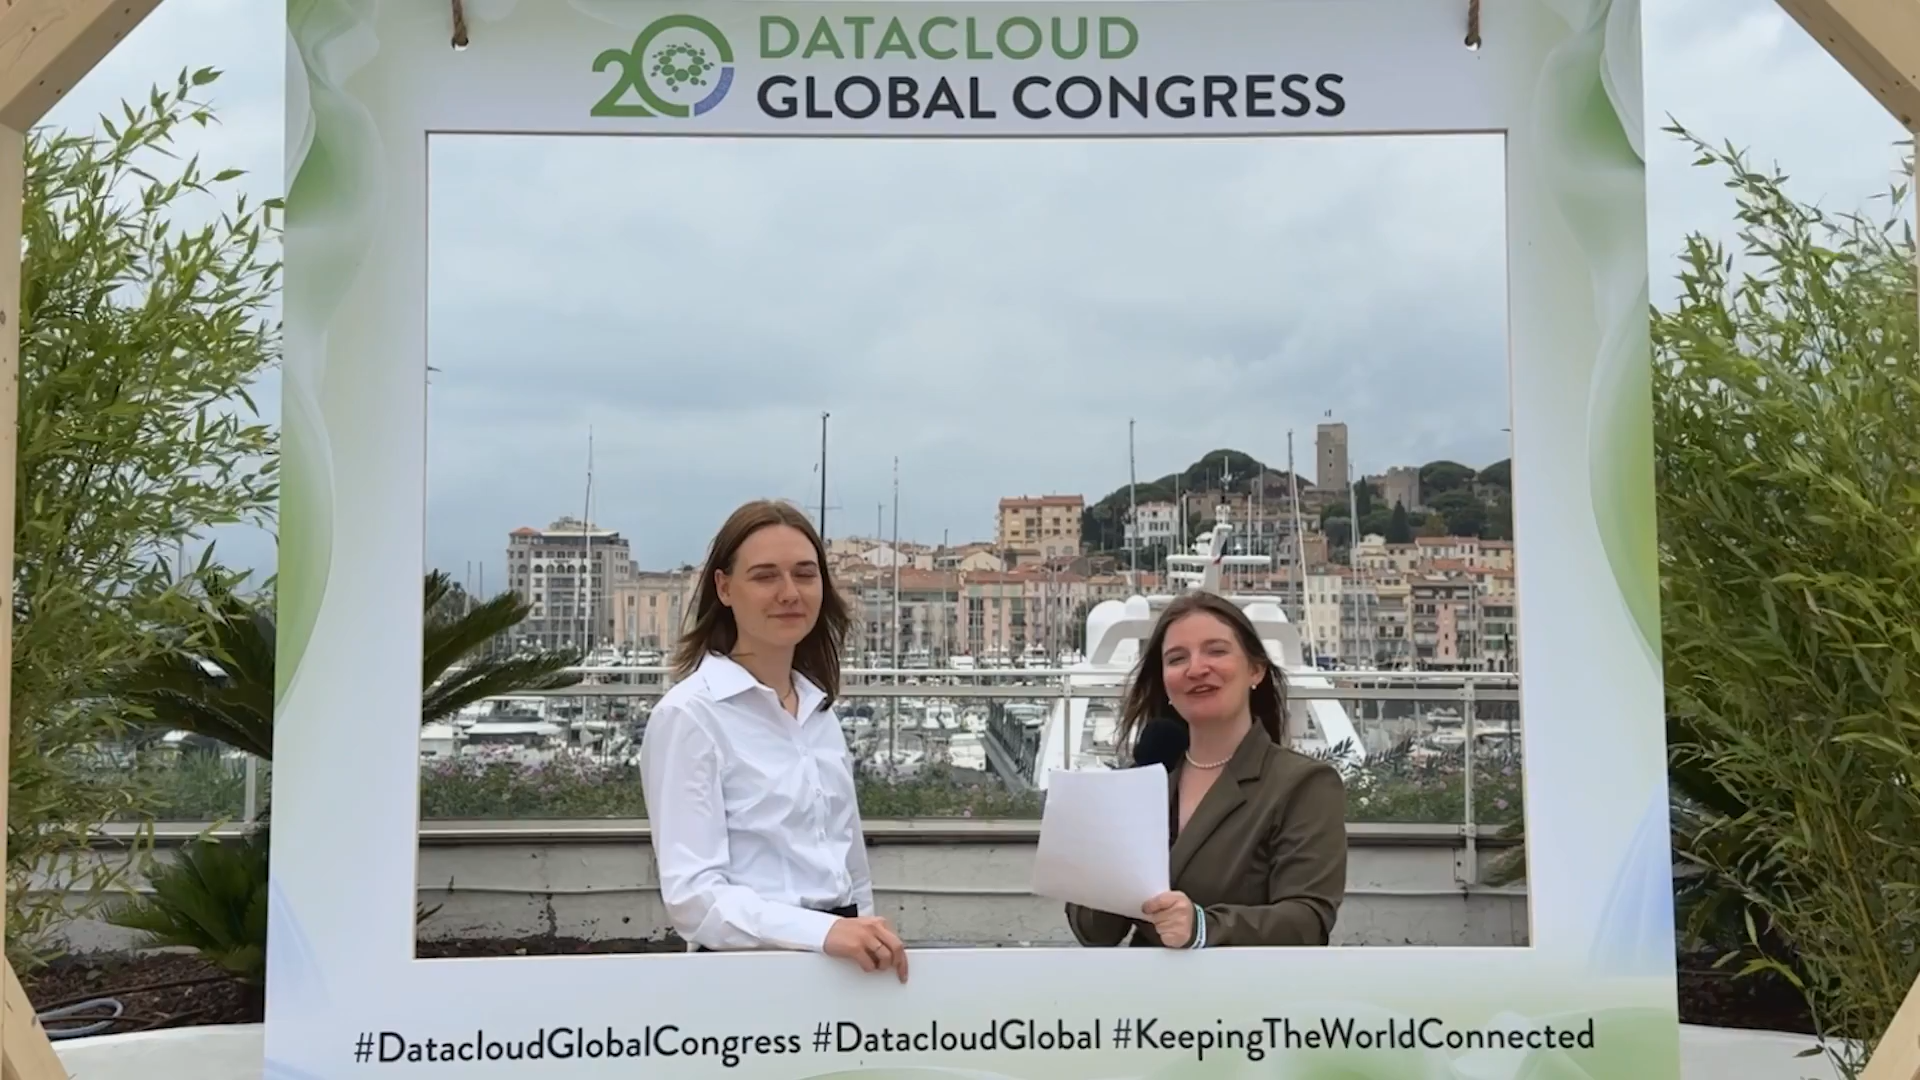 20 DATACLOUD
GLOBAL CONGRESS
#DatacloudGlobalCongress #DatacloudGlobal #KeepingTheWorldConnected